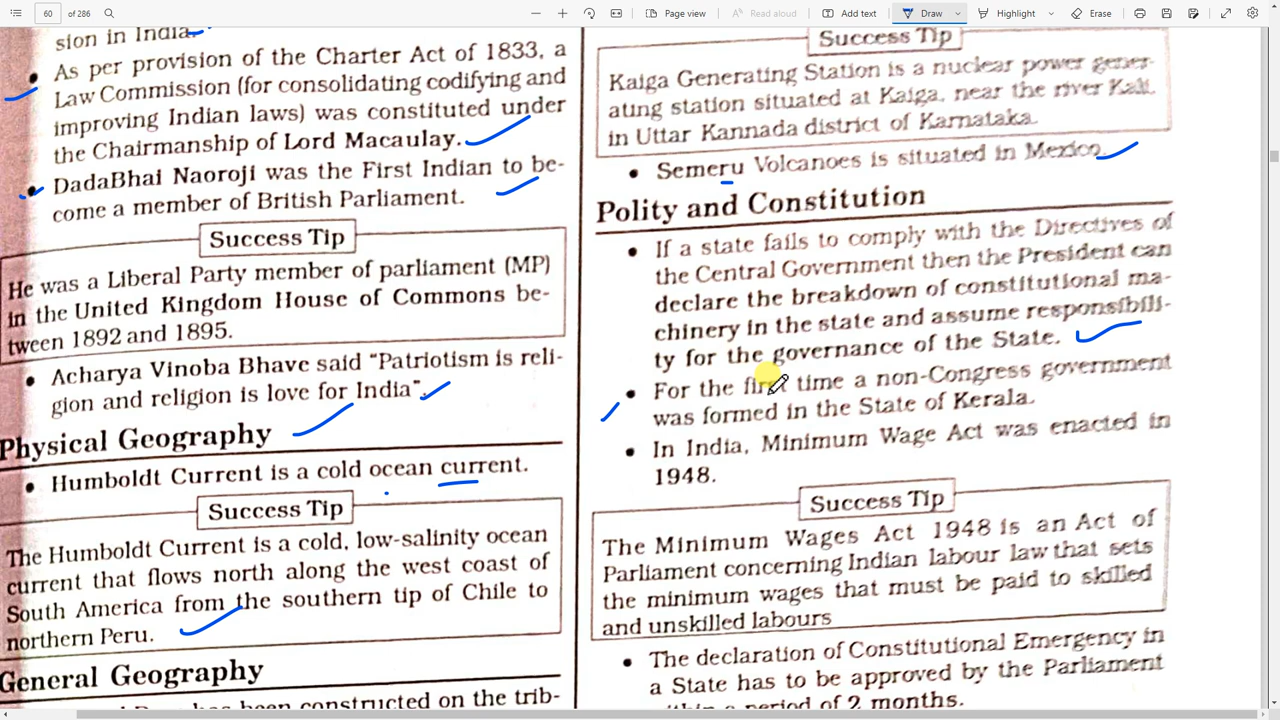 60 of 286
Page view
Read aloud
Add text
Draw
Highlight
Erase
sion in India.
• As per provision of the Charter Act of 1833, a
Law Commission (for consolidating codifying and
improving Indian laws) was constituted under
the Chairmanship of Lord Macaulay.
• DadaBhai Naoroji was the First Indian to be-
come a member of British Parliament.
Success Tip
He was a Liberal Party member of parliament (MP)
in the United Kingdom House of Commons be-
tween 1892 and 1895.
• Acharya Vinoba Bhave said "Patriotism is reli-
gion and religion is love for India".
Physical Geography
• Humboldt Current is a cold ocean current.
Success Tip
The Humboldt Current is a cold, low-salinity ocean
current that flows north along the west coast of
South America from the southern tip of Chile to
northern Peru.
General Geography
has been constructed on the trib-
Success Tip
Kaiga Generating Station is a nuclear power gener-
ating station situated at Kaiga, near the river Kali,
in Uttar Kannada district of Karnataka.
• Semeru Volcanoes is situated in Mexico.
Polity and Constitution
• If a state fails to comply with the Directives of
the Central Government then the President can
declare the breakdown of constitutional ma-
chinery in the state and assume responsibili-
ty for the governance of the State.
• For the first time a non-Congress government
was formed in the State of Kerala.
• In India, Minimum Wage Act was enacted in
1948.
Success Tip
The Minimum Wages Act 1948 is an Act of
Parliament concerning Indian labour law that sets
the minimum wages that must be paid to skilled
and unskilled labours
• The declaration of Constitutional Emergency in
a State has to be approved by the Parliament
within a period of 2 months.